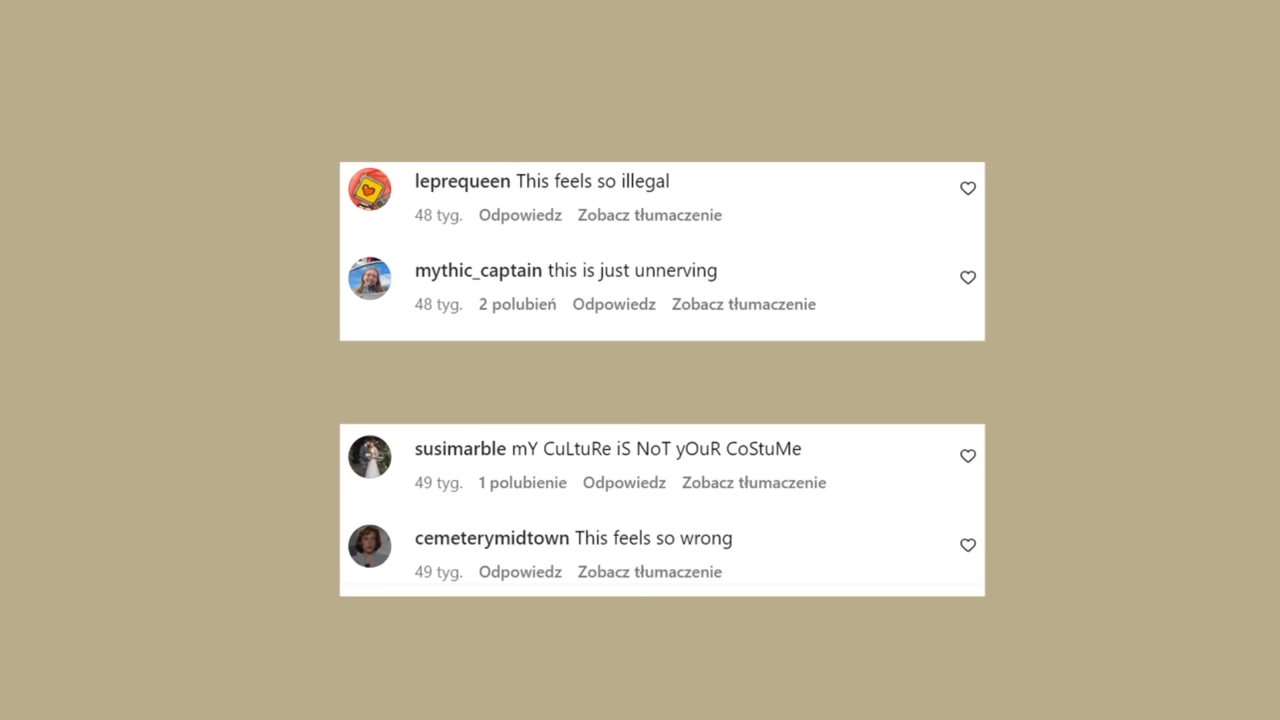 leprequeen This feels so illegal
48 tyg. Odpowiedz Zobacz tłumaczenie
mythic_captain this is just unnerving
48 tyg. 2 polubień Odpowiedz Zobacz tłumaczenie
susimarble mY CuLtuRe iS NoT yOuR CoStuMe
49 tyg. 1 polubienie Odpowiedz Zobacz tłumaczenie
cemeterymidtown This feels so wrong
49 tyg. Odpowiedz Zobacz tłumaczenie